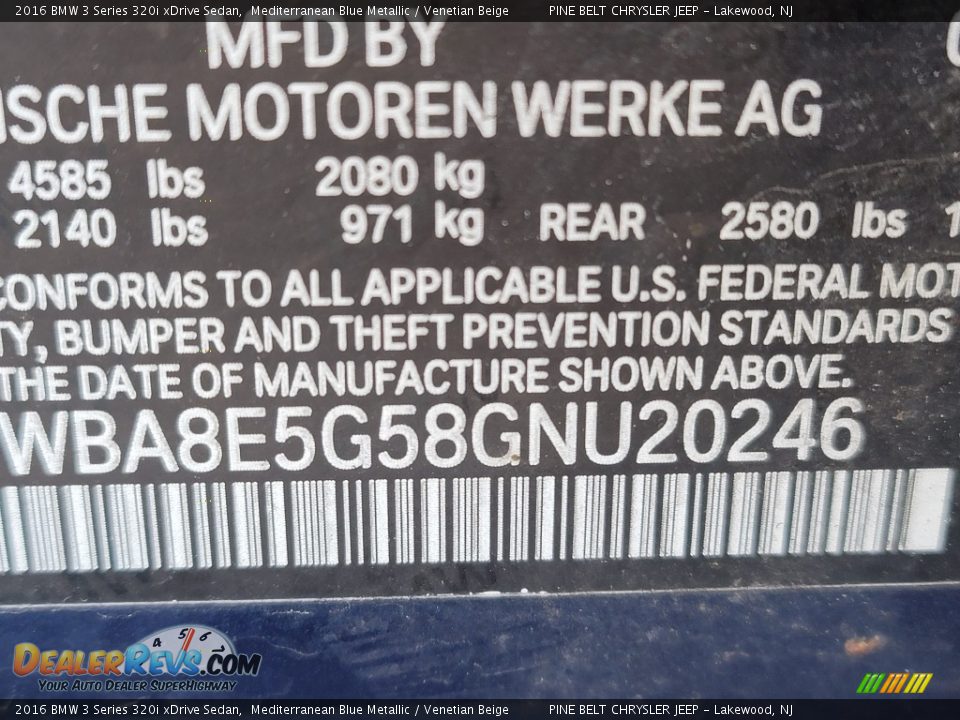 2016 BMW 3 Series 320i xDrive Sedan, Mediterranean Blue Metallic / Venetian Beige PINE BELT CHRYSLER JEEP – Lakewood, NJ
MFD BY
ISCHE MOTOREN WERKE AG
4585 lbs 2080 kg
2140 lbs 971 kg REAR 2580 lbs 1
CONFORMS TO ALL APPLICABLE U.S. FEDERAL MOT
TY, BUMPER AND THEFT PREVENTION STANDARDS
THE DATE OF MANUFACTURE SHOWN ABOVE.
WBA8E5G58GNU20246
4 5 6
DEALERREVS.COM
YOUR AUTO DEALER SUPERHIGHWAY
2016 BMW 3 Series 320i xDrive Sedan, Mediterranean Blue Metallic / Venetian Beige PINE BELT CHRYSLER JEEP – Lakewood, NJ